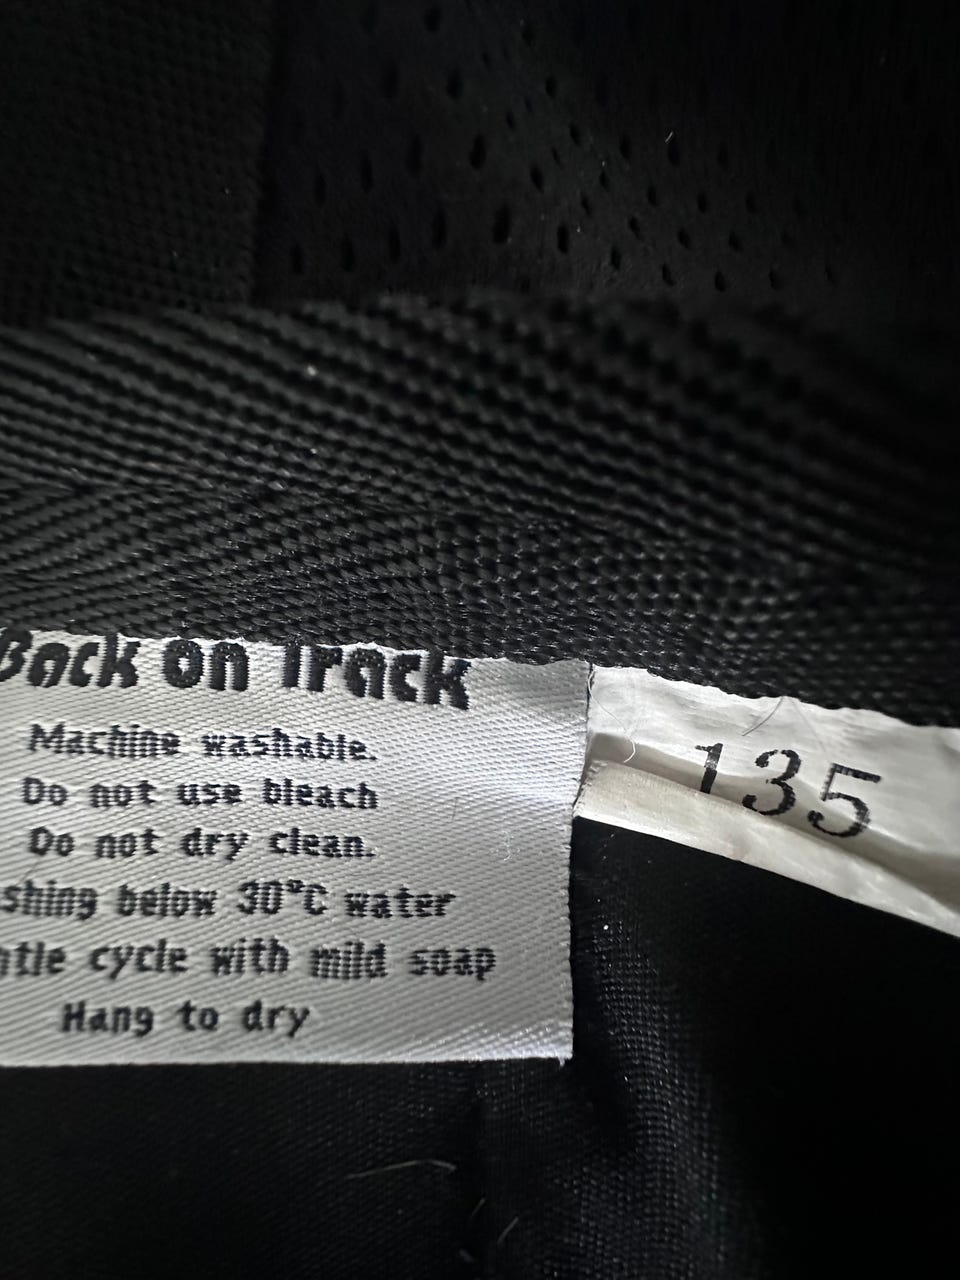 Back on Track
Machine washable.
Do not use bleach
Do not dry clean.
shing below 30°C water
ntle cycle with mild soap
Hang to dry
135